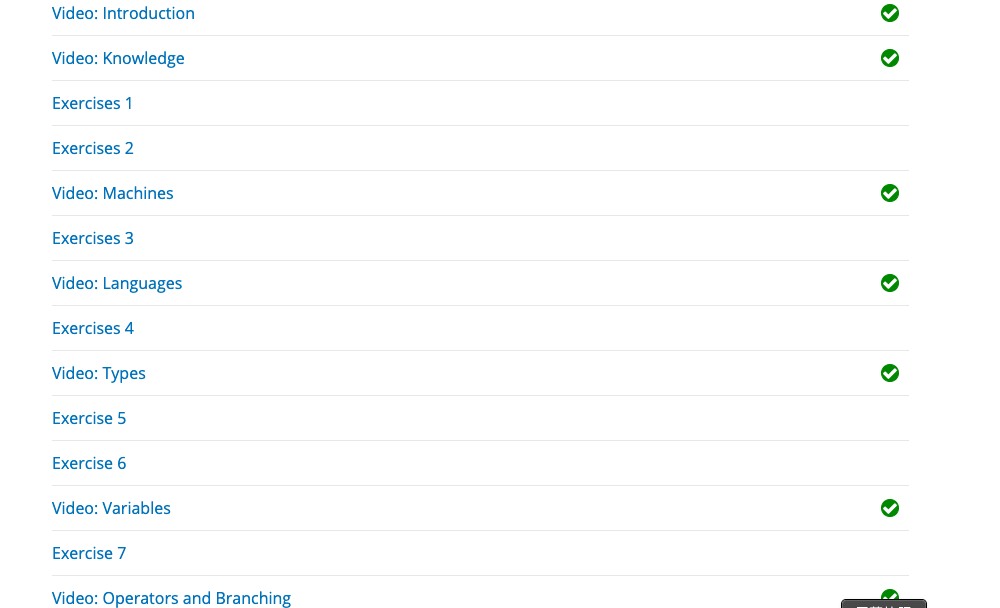 Video: Introduction
Video: Knowledge
Exercises 1
Exercises 2
Video: Machines
Exercises 3
Video: Languages
Exercises 4
Video: Types
Exercise 5
Exercise 6
Video: Variables
Exercise 7
Video: Operators and Branching